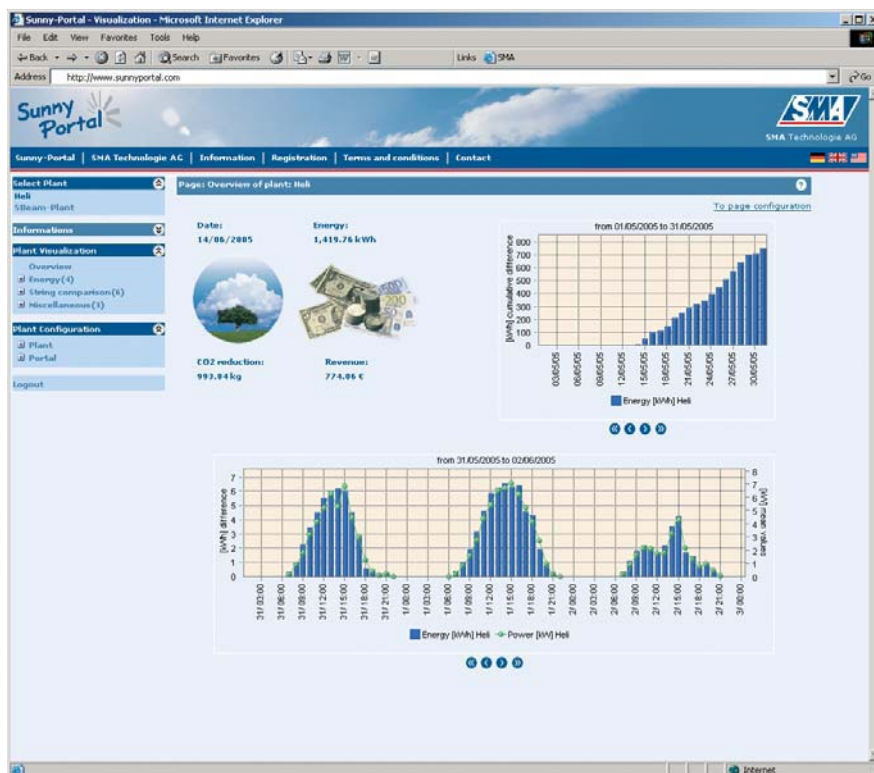 Sunny-Portal - Visualization - Microsoft Internet Explorer
File Edit View Favorites Tools Help
Back Search Favorites Links SMA
Address http://www.sunnyportal.com Go
Sunny Portal
SMA
SMA Technologie AG
Sunny-Portal | SMA Technologie AG | Information | Registration | Terms and conditions | Contact
Select Plant
Heli
SBeam-Plant
Informations
Plant Visualization
Overview
Energy(4)
String comparison(6)
Miscellaneous(3)
Plant Configuration
Plant
Portal
Logout
Page: Overview of plant: Heli
To page configuration
Date:
14/06/2005
Energy:
1,419.76 kWh
CO2 reduction:
993.84 kg
Revenue:
774.06 €
from 01/05/2005 to 31/05/2005
[kWh] cumulative difference
800
700
600
500
400
300
200
100
0
03/05/05 06/05/05 09/05/05 12/05/05 15/05/05 18/05/05 21/05/05 24/05/05 27/05/05 30/05/05
Energy [kWh] Heli
from 31/05/2005 to 02/06/2005
[kWh] difference
7
6
5
4
3
2
1
0
[kW] mean values
8
7
6
5
4
3
2
1
0
31/ 03:00 31/ 06:00 31/ 09:00 31/ 12:00 31/ 15:00 31/ 18:00 31/ 21:00 1/ 00:00 1/ 03:00 1/ 06:00 1/ 09:00 1/ 12:00 1/ 15:00 1/ 18:00 1/ 21:00 2/ 00:00 2/ 03:00 2/ 06:00 2/ 09:00 2/ 12:00 2/ 15:00 2/ 18:00 2/ 21:00 3/ 00:00
Energy [kWh] Heli Power [kW] Heli
Internet